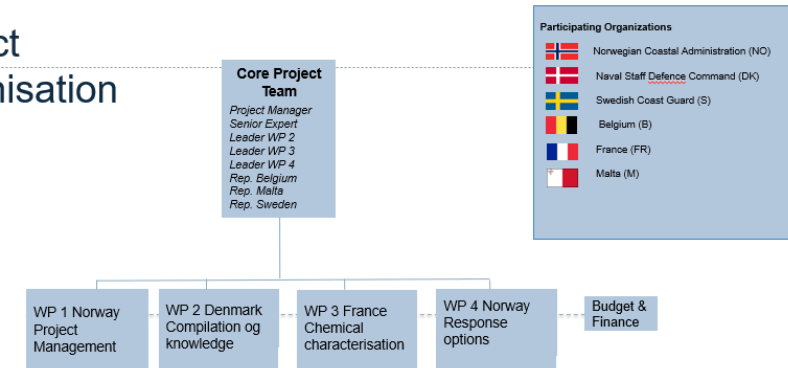 ct
nisation
Core Project
Team
Project Manager
Senior Expert
Leader WP 2
Leader WP 3
Leader WP 4
Rep. Belgium
Rep. Malta
Rep. Sweden
Participating Organizations
Norwegian Coastal Administration (NO)
Naval Staff Defence Command (DK)
Swedish Coast Guard (S)
Belgium (B)
France (FR)
Malta (M)
WP 1 Norway
Project
Management
WP 2 Denmark
Compilation og
knowledge
WP 3 France
Chemical
characterisation
WP 4 Norway
Response
options
Budget &
Finance